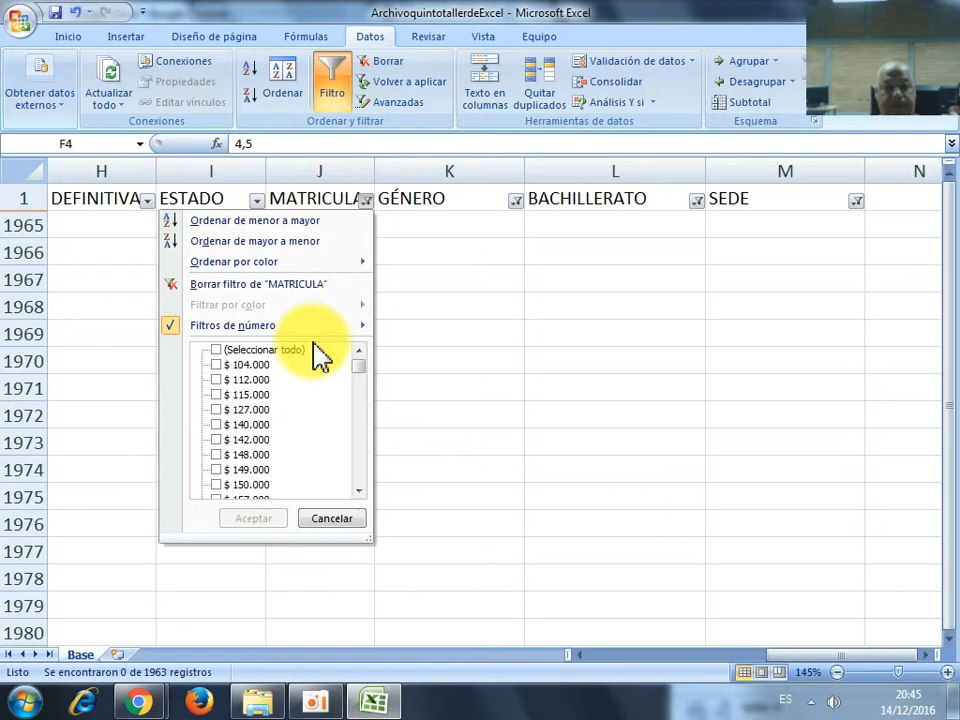 ArchivoquintotallerdeExcel - Microsoft Excel
Inicio Insertar Diseño de página Fórmulas Datos Revisar Vista Equipo
Obtener datos externos
Actualizar todo
Conexiones
Propiedades
Editar vínculos
Conexiones
Ordenar
Filtro
Borrar
Volver a aplicar
Avanzadas
Ordenar y filtrar
Texto en columnas
Quitar duplicados
Validación de datos
Consolidar
Análisis Y si
Herramientas de datos
Agrupar
Desagrupar
Subtotal
Esquema
F4 fx 4,5
H I J K L M N
1 DEFINITIVA ESTADO MATRICULA GÉNERO BACHILLERATO SEDE
1965
1966
1967
1968
1969
1970
1971
1972
1973
1974
1975
1976
1977
1978
1979
1980
Ordenar de menor a mayor
Ordenar de mayor a menor
Ordenar por color
Borrar filtro de "MATRICULA"
Filtrar por color
Filtros de número
(Seleccionar todo)
$ 104.000
$ 112.000
$ 115.000
$ 127.000
$ 140.000
$ 142.000
$ 148.000
$ 149.000
$ 150.000
Aceptar Cancelar
Base
Listo Se encontraron 0 de 1963 registros 145%
ES 20:45
14/12/2016